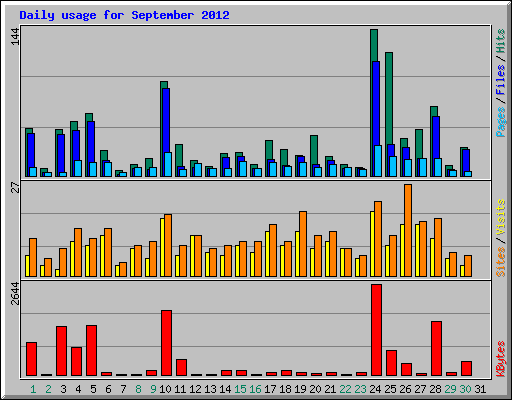 Daily usage for September 2012
144
Pages / Files / Hits
27
Sites / Visits
2644
KBytes
1 2 3 4 5 6 7 8 9 10 11 12 13 14 15 16 17 18 19 20 21 22 23 24 25 26 27 28 29 30 31